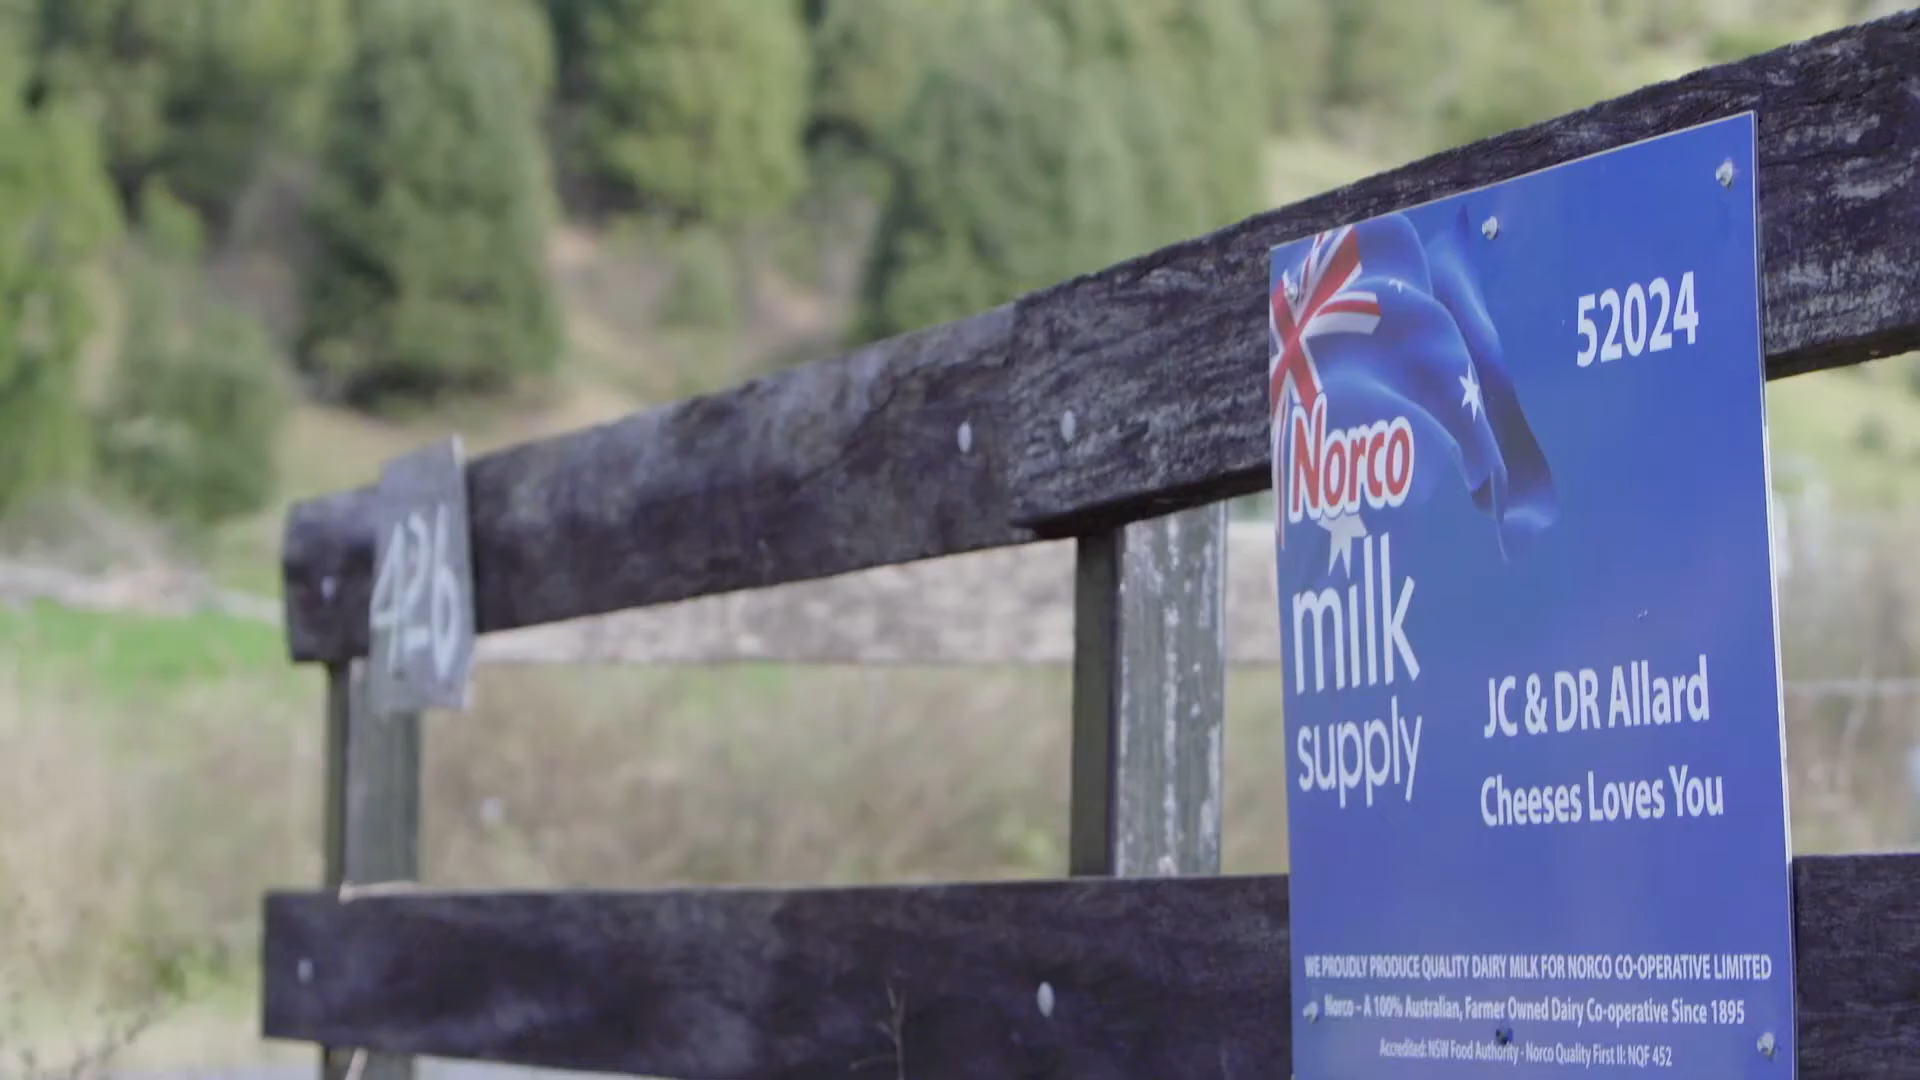 426
52024
Norco
milk
supply
JC & DR Allard
Cheeses Loves You
WE PROUDLY PRODUCE QUALITY DAIRY MILK FOR NORCO CO-OPERATIVE LIMITED
Norco – A 100% Australian, Farmer Owned Dairy Co-operative Since 1895
Accredited: NSW Food Authority - Norco Quality First II: NQF 452